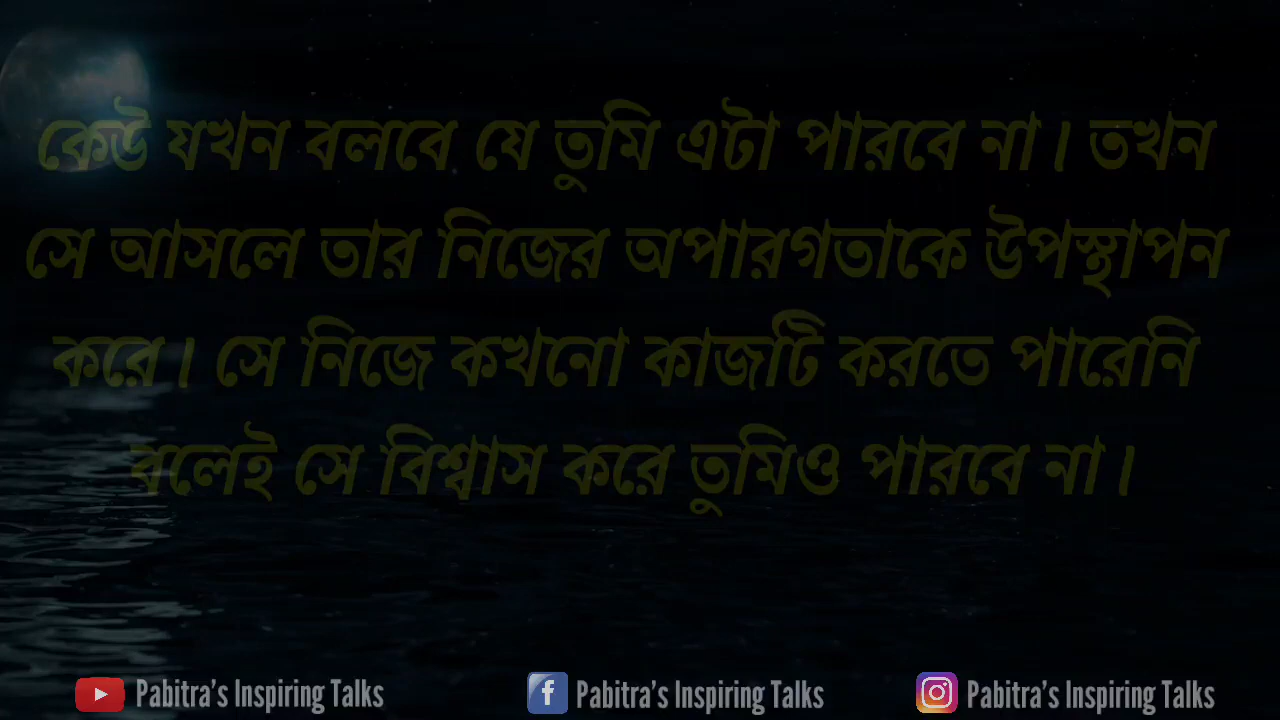 কেউ যখন বলবে যে তুমি এটা পারবে না। তখন
সে আসলে তার নিজের অপারগতাকে উপস্থাপন
করে। সে নিজে কখনো কাজটি করতে পারেনি
বলেই সে বিশ্বাস করে তুমিও পারবে না।
Pabitra's Inspiring Talks
Pabitra's Inspiring Talks
Pabitra's Inspiring Talks